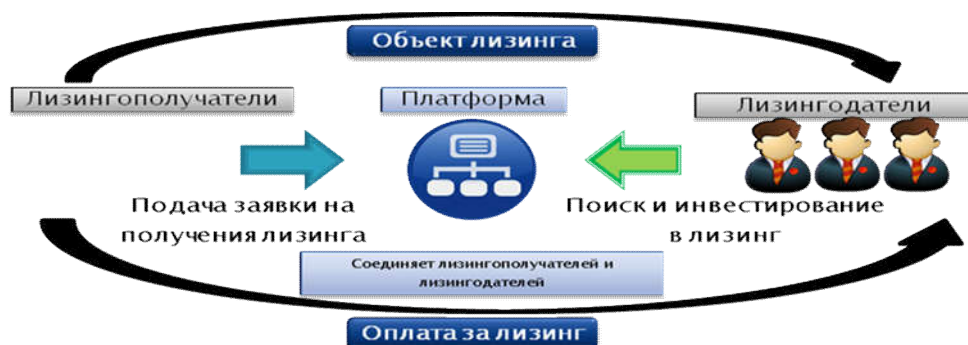 Объект лизинга
Лизингополучатели
Платформа
Лизингодатели
Подача заявки на
получения лизинга
Поиск и инвестирование
в лизинг
Соединяет лизингополучателей и
лизингодателей
Оплата за лизинг